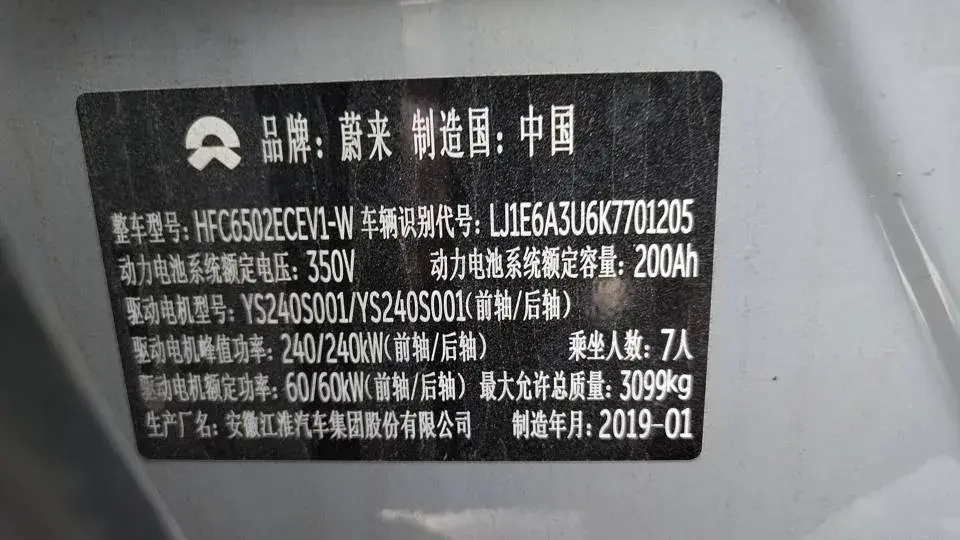 品牌：蔚来 制造国：中国
整车型号：HFC6502ECEV1-W 车辆识别代号：LJ1E6A3U6K7701205
动力电池系统额定电压：350V 动力电池系统额定容量：200Ah
驱动电机型号：YS240S001/YS240S001(前轴/后轴)
驱动电机峰值功率：240/240kW(前轴/后轴) 乘坐人数：7人
驱动电机额定功率：60/60kW(前轴/后轴) 最大允许总质量：3099kg
生产厂名：安徽江淮汽车集团股份有限公司 制造年月：2019-01